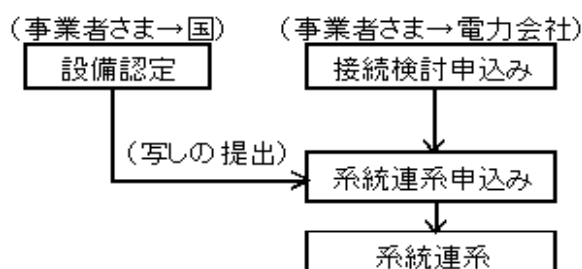 (事業者さま→国)
(事業者さま→電力会社)
設備認定
接続検討申込み
(写しの提出)
系統連系申込み
系統連系